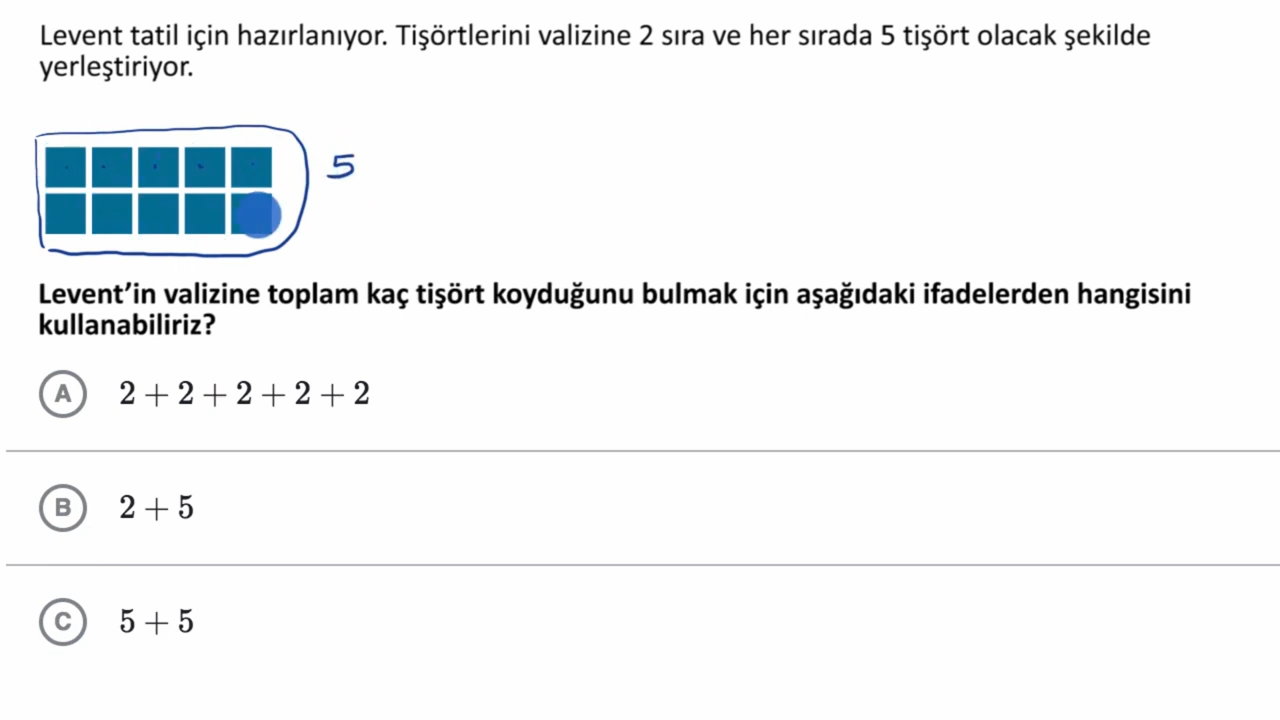 Levent tatil için hazırlanıyor. Tişörtlerini valizine 2 sıra ve her sırada 5 tişört olacak şekilde
yerleştiriyor.
5
Levent’in valizine toplam kaç tişört koyduğunu bulmak için aşağıdaki ifadelerden hangisini
kullanabiliriz?
A 2 + 2 + 2 + 2 + 2
B 2 + 5
C 5 + 5